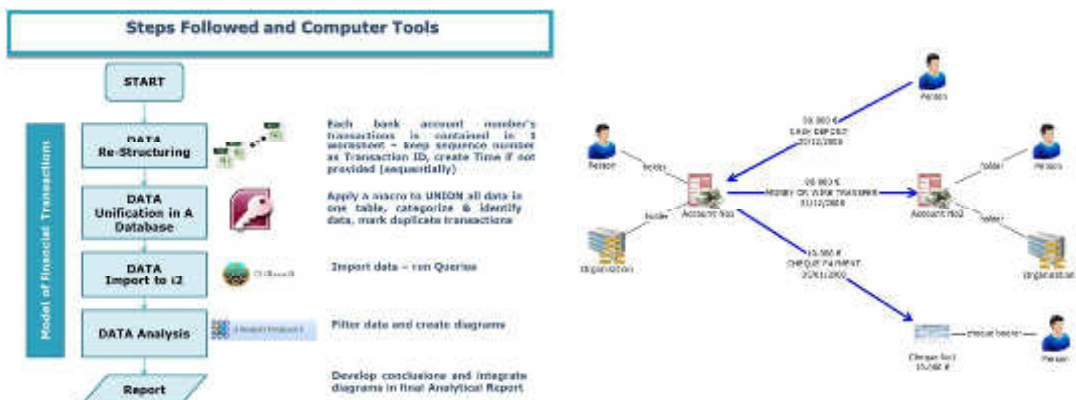 Steps Followed and Computer Tools
START
Model of Financial Transactions
DATA
Re-Structuring
Each bank account number's
transactions is contained in 1
worksheet – keep sequence number
as Transaction ID, create Time if not
provided (sequentially)
DATA
Unification in A
Database
Apply a macro to UNION all data in
one table, categorize & identify
data, mark duplicate transactions
DATA
Import to i2
Import data – run Queries
DATA Analysis
Filter data and create diagrams
Report
Develop conclusions and integrate
diagrams in final Analytical Report
Person
CASH DEPOSIT
Person
holder
Person
holder
MONEY OR WIRE TRANSFER
Account No1
Account No2
holder
holder
Organisation
Organisation
CHEQUE PAYMENT
cheque bearer
Cheque No1
Person